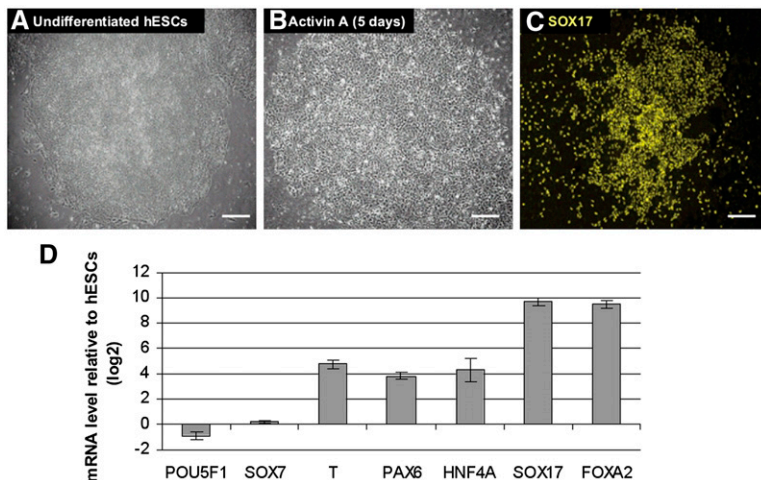 A Undifferentiated hESCs
B Activin A (5 days)
C SOX17
D
mRNA level relative to hESCs
(log2)
12
10
8
6
4
2
0
-2
POU5F1 SOX7 T PAX6 HNF4A SOX17 FOXA2